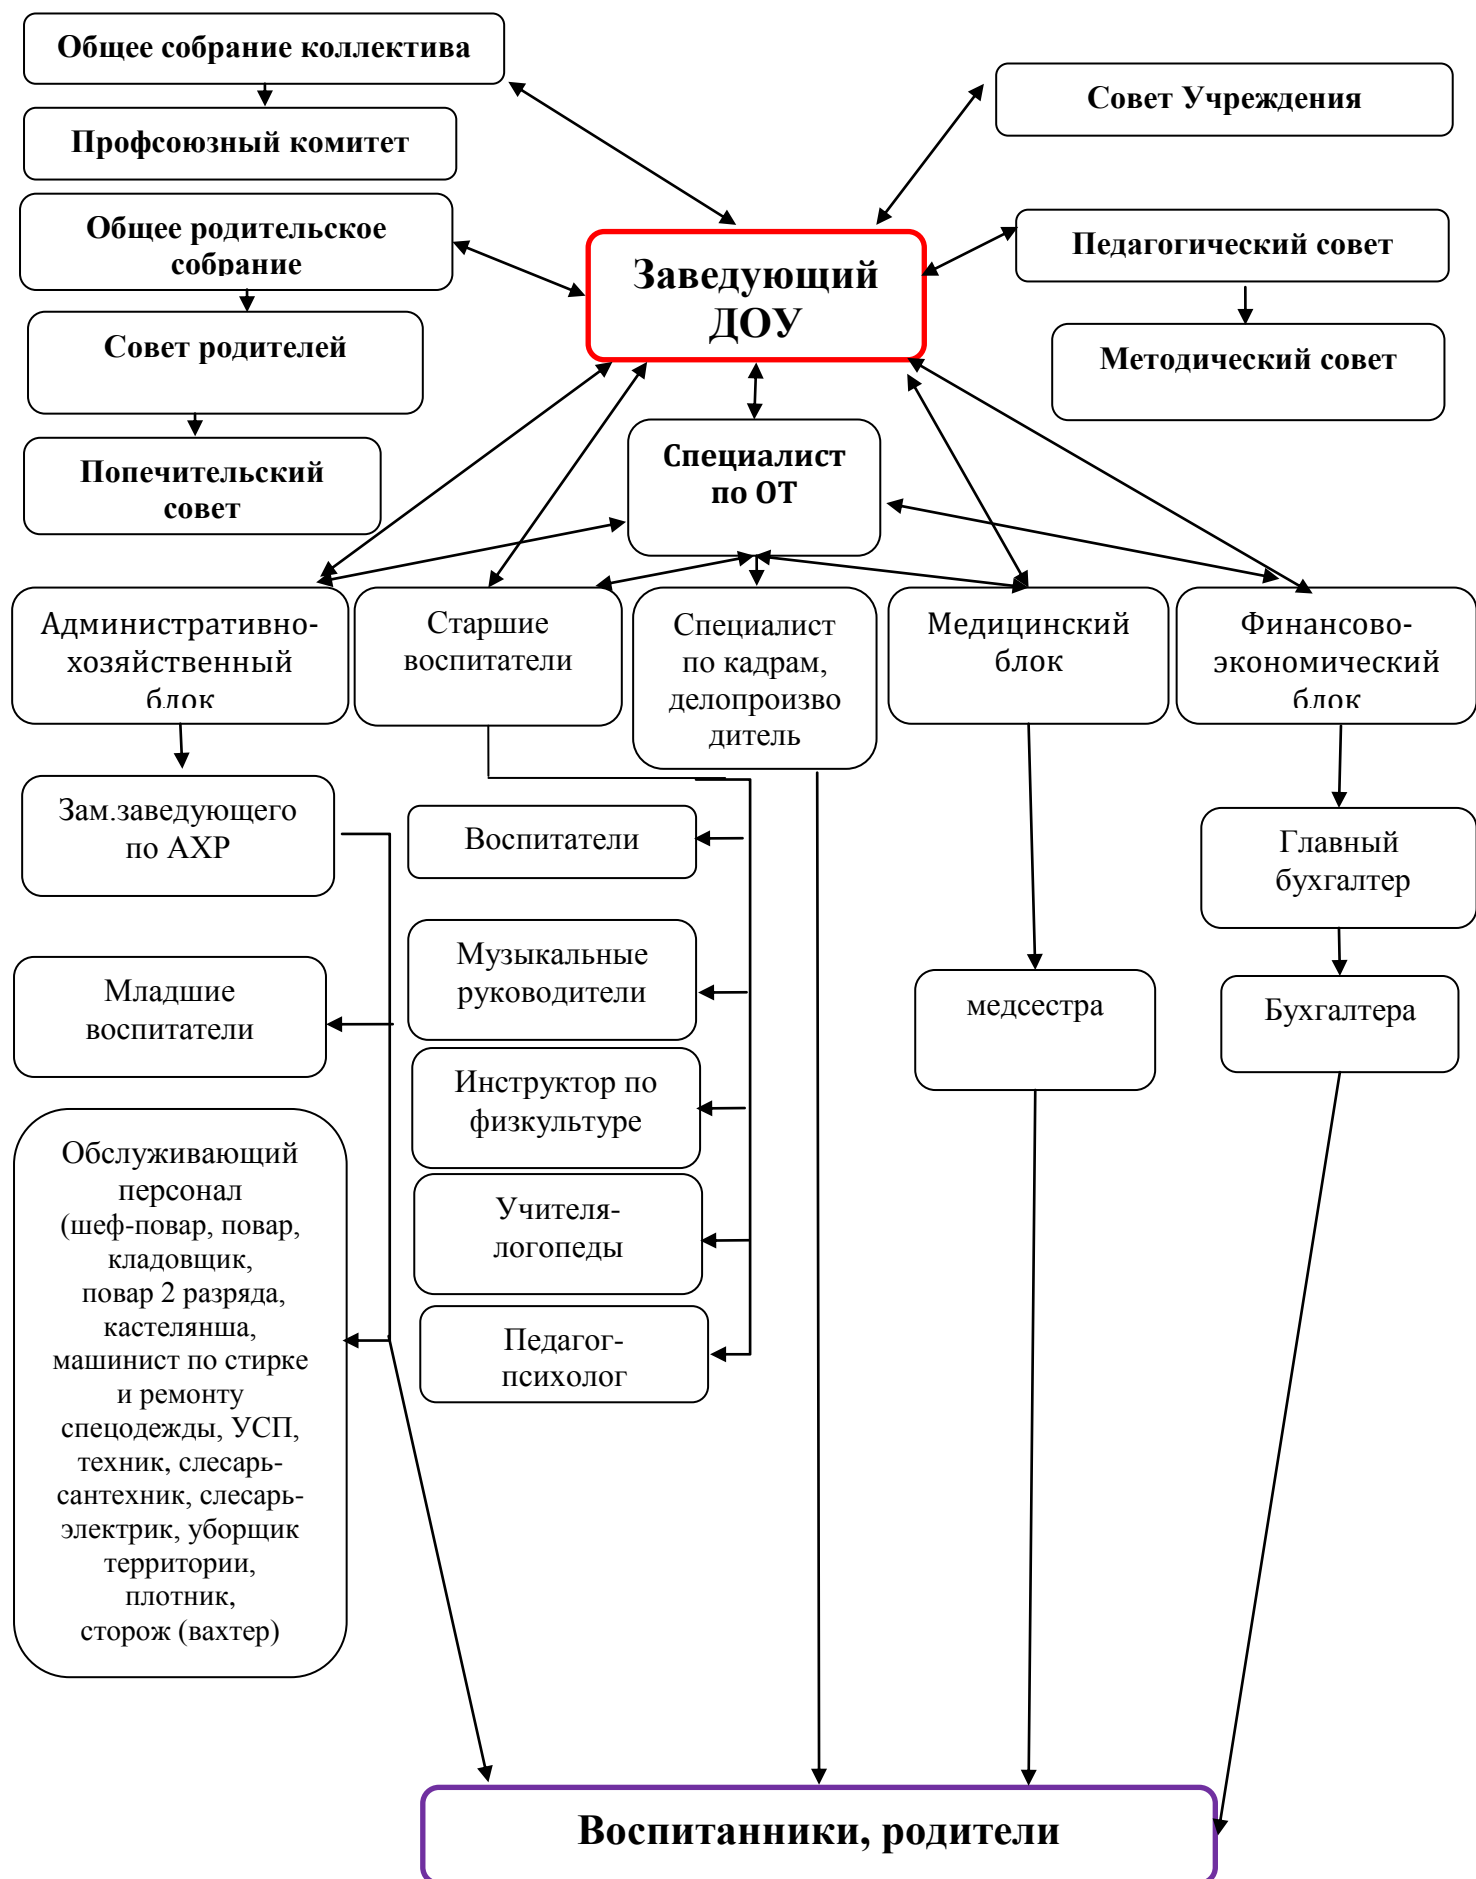 Общее собрание коллектива
Профсоюзный комитет
Общее родительское
собрание
Совет родителей
Попечительский
совет
Совет Учреждения
Педагогический совет
Методический совет
Заведующий
ДОУ
Специалист
по ОТ
Административно-
хозяйственный
блок
Старшие
воспитатели
Специалист
по кадрам,
делопроизво
дитель
Медицинский
блок
Финансово-
экономический
блок
Зам.заведующего
по АХР
Младшие
воспитатели
Обслуживающий
персонал
(шеф-повар, повар,
кладовщик,
повар 2 разряда,
кастелянша,
машинист по стирке
и ремонту
спецодежды, УСП,
техник, слесарь-
сантехник, слесарь-
электрик, уборщик
территории,
плотник,
сторож (вахтер)
Воспитатели
Музыкальные
руководители
Инструктор по
физкультуре
Учителя-
логопеды
Педагог-
психолог
медсестра
Главный
бухгалтер
Бухгалтера
Воспитанники, родители